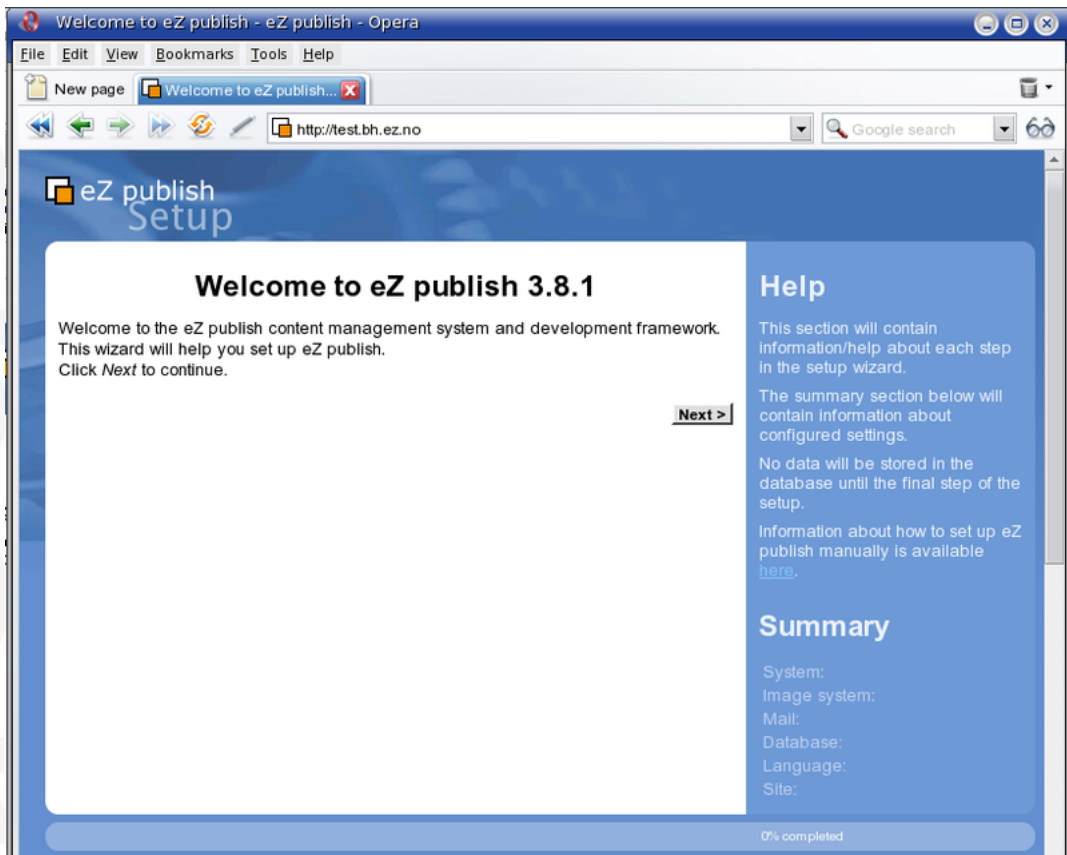 Welcome to eZ publish - eZ publish - Opera
File Edit View Bookmarks Tools Help
New page Welcome to eZ publish...
http://test.bh.ez.no Google search
eZ publish
Setup
Welcome to eZ publish 3.8.1
Welcome to the eZ publish content management system and development framework.
This wizard will help you set up eZ publish.
Click Next to continue.
Next >
Help
This section will contain
information/help about each step
in the setup wizard.
The summary section below will
contain information about
configured settings.
No data will be stored in the
database until the final step of the
setup.
Information about how to set up eZ
publish manually is available
here.
Summary
System:
Image system:
Mail:
Database:
Language:
Site:
0% completed